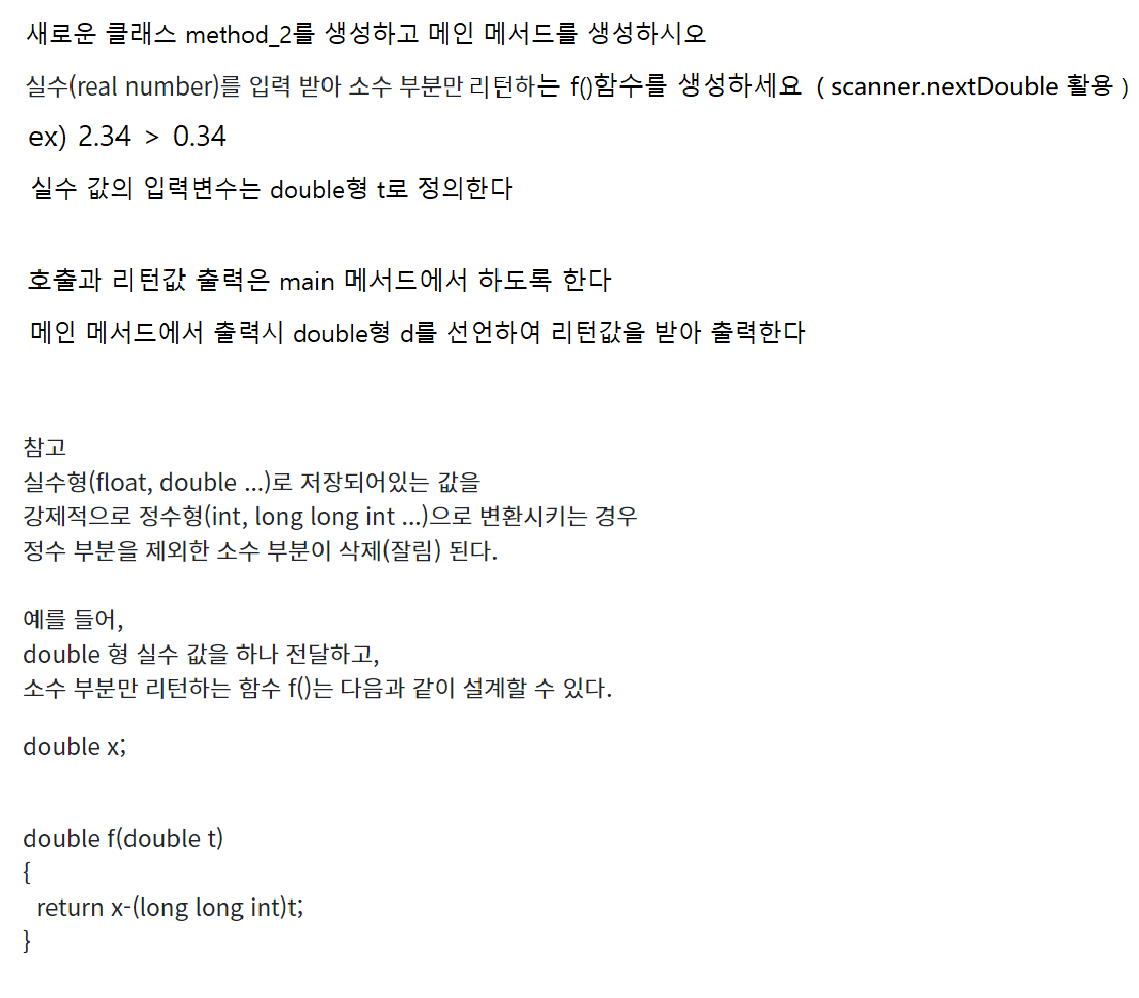 새로운 클래스 method_2를 생성하고 메인 메서드를 생성하시오
실수(real number)를 입력 받아 소수 부분만 리턴하는 f()함수를 생성하세요 ( scanner.nextDouble 활용 )
ex) 2.34 > 0.34
실수 값의 입력변수는 double형 t로 정의한다
호출과 리턴값 출력은 main 메서드에서 하도록 한다
메인 메서드에서 출력시 double형 d를 선언하여 리턴값을 받아 출력한다
참고
실수형(float, double ...)로 저장되어있는 값을
강제적으로 정수형(int, long long int ...)으로 변환시키는 경우
정수 부분을 제외한 소수 부분이 삭제(잘림) 된다.
예를 들어,
double 형 실수 값을 하나 전달하고,
소수 부분만 리턴하는 함수 f()는 다음과 같이 설계할 수 있다.
double x;
double f(double t)
{
return x-(long long int)t;
}